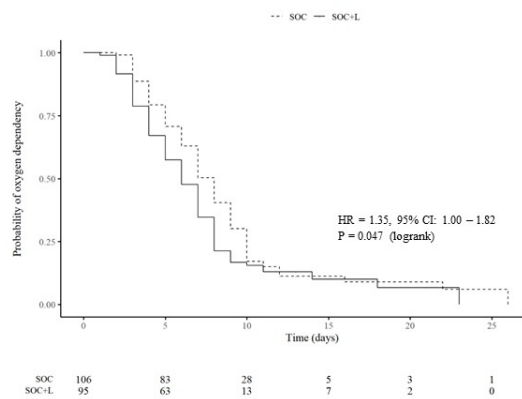 SOC SOC+L
1.00
0.75
0.50
0.25
0.00
Probability of oxygen dependency
HR = 1.35, 95% CI: 1.00 – 1.82
P = 0.047 (logrank)
0 5 10 15 20 25
Time (days)
SOC 106 83 28 5 3 1
SOC+L 95 63 13 7 2 0